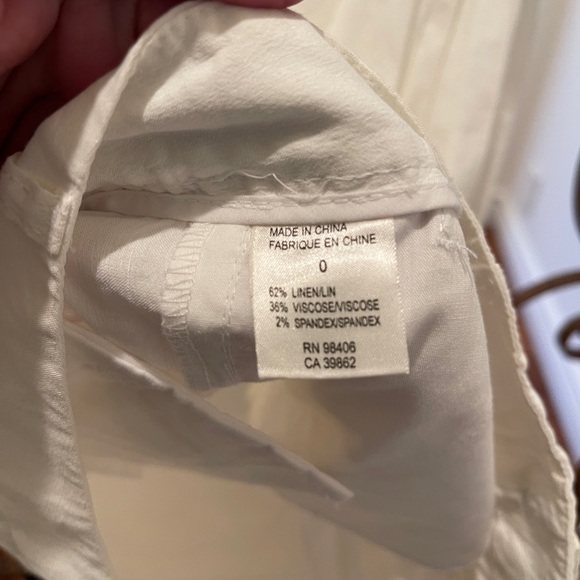 MADE IN CHINA
FABRIQUE EN CHINE
0
62% LINEN/LIN
36% VISCOSE/VISCOSE
2% SPANDEX/SPANDEX
RN 98406
CA 39862